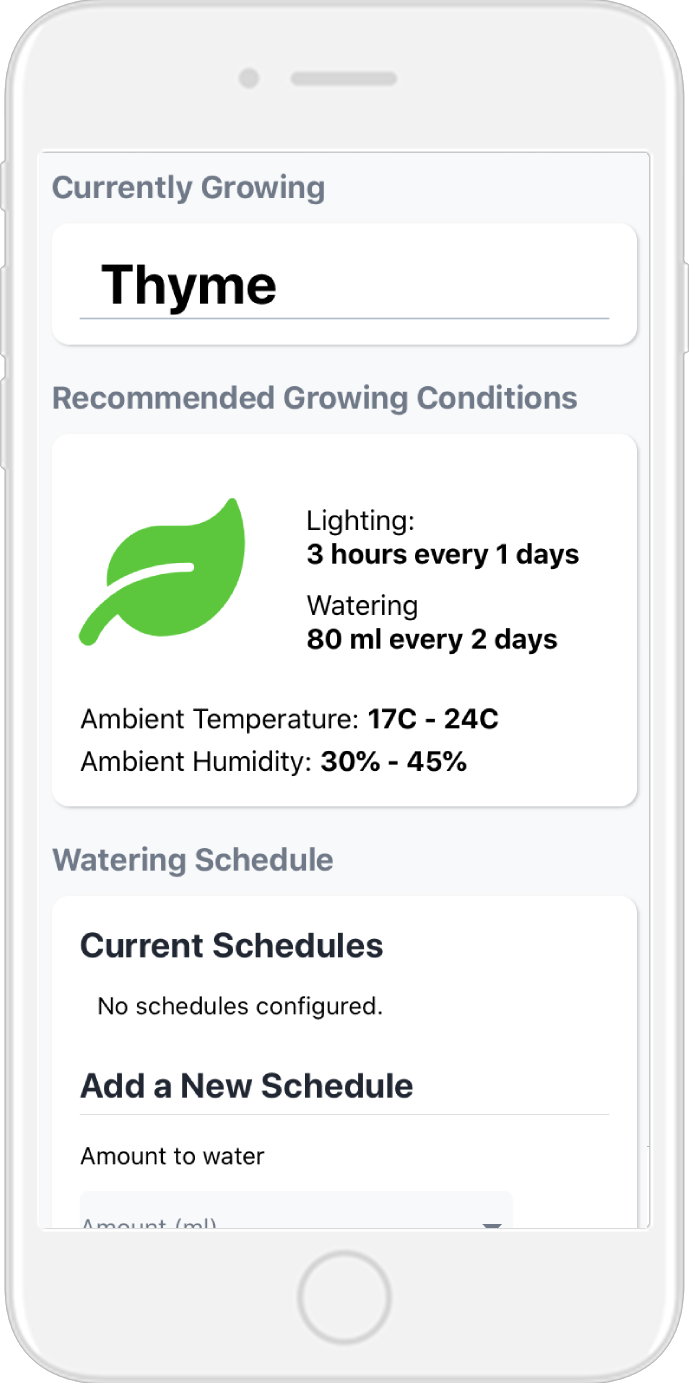 Currently Growing
Thyme
Recommended Growing Conditions
Lighting:
3 hours every 1 days
Watering
80 ml every 2 days
Ambient Temperature: 17C - 24C
Ambient Humidity: 30% - 45%
Watering Schedule
Current Schedules
No schedules configured.
Add a New Schedule
Amount to water
Amount (ml)